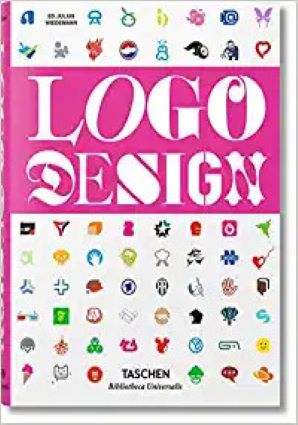 ED. JULIUS
WIEDEMANN
LOGO
DESIGN
TASCHEN
Bibliotheca Universalis